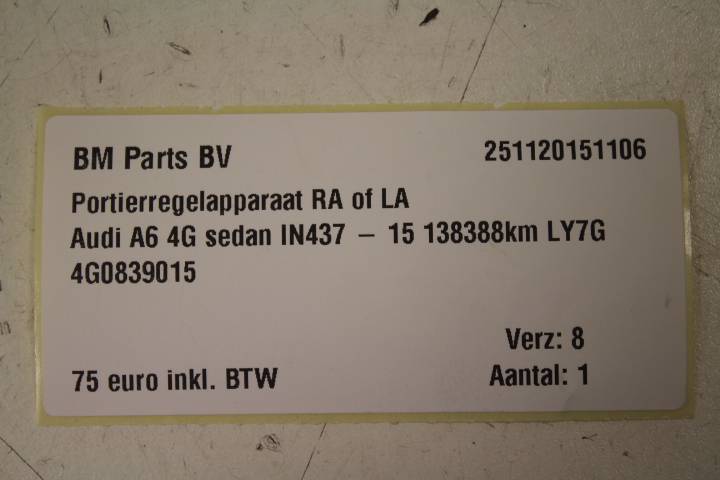 BM Parts BV 251120151106
Portierregelapparaat RA of LA
Audi A6 4G sedan IN437 – 15 138388km LY7G
4G0839015
Verz: 8
75 euro inkl. BTW Aantal: 1